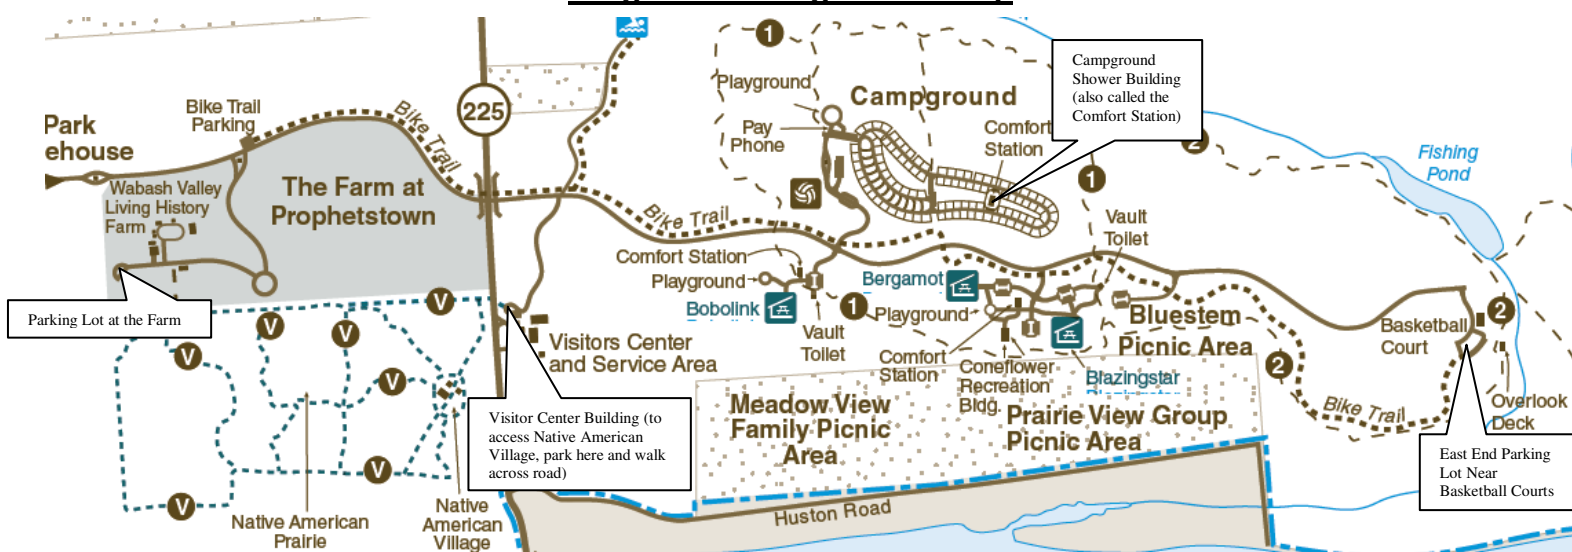 1
2
Playground
Campground
Campground
Shower Building
(also called the
Comfort Station)
225
Bike Trail
Parking
Bike Trail
Pay
Phone
Comfort
Station
2
Park
ehouse
Fishing
Pond
1
Wabash Valley
Living History
Farm
The Farm at
Prophetstown
Bike Trail
Vault
Toilet
Comfort Station
Playground
Bergamot
Bobolink
1
Playground
Parking Lot at the Farm
V
V
V
V
V
V
V
Vault
Toilet
Visitors Center
and Service Area
Comfort
Station
Coneflower
Recreation
Bldg.
Bluestem
Picnic Area
Blazingstar
2
Basketball
Court
2
Bike Trail
Overlook
Deck
Visitor Center Building (to
access Native American
Village, park here and walk
across road)
Meadow View
Family Picnic
Area
Prairie View Group
Picnic Area
East End Parking
Lot Near
Basketball Courts
Native American
Prairie
Native
American
Village
Huston Road